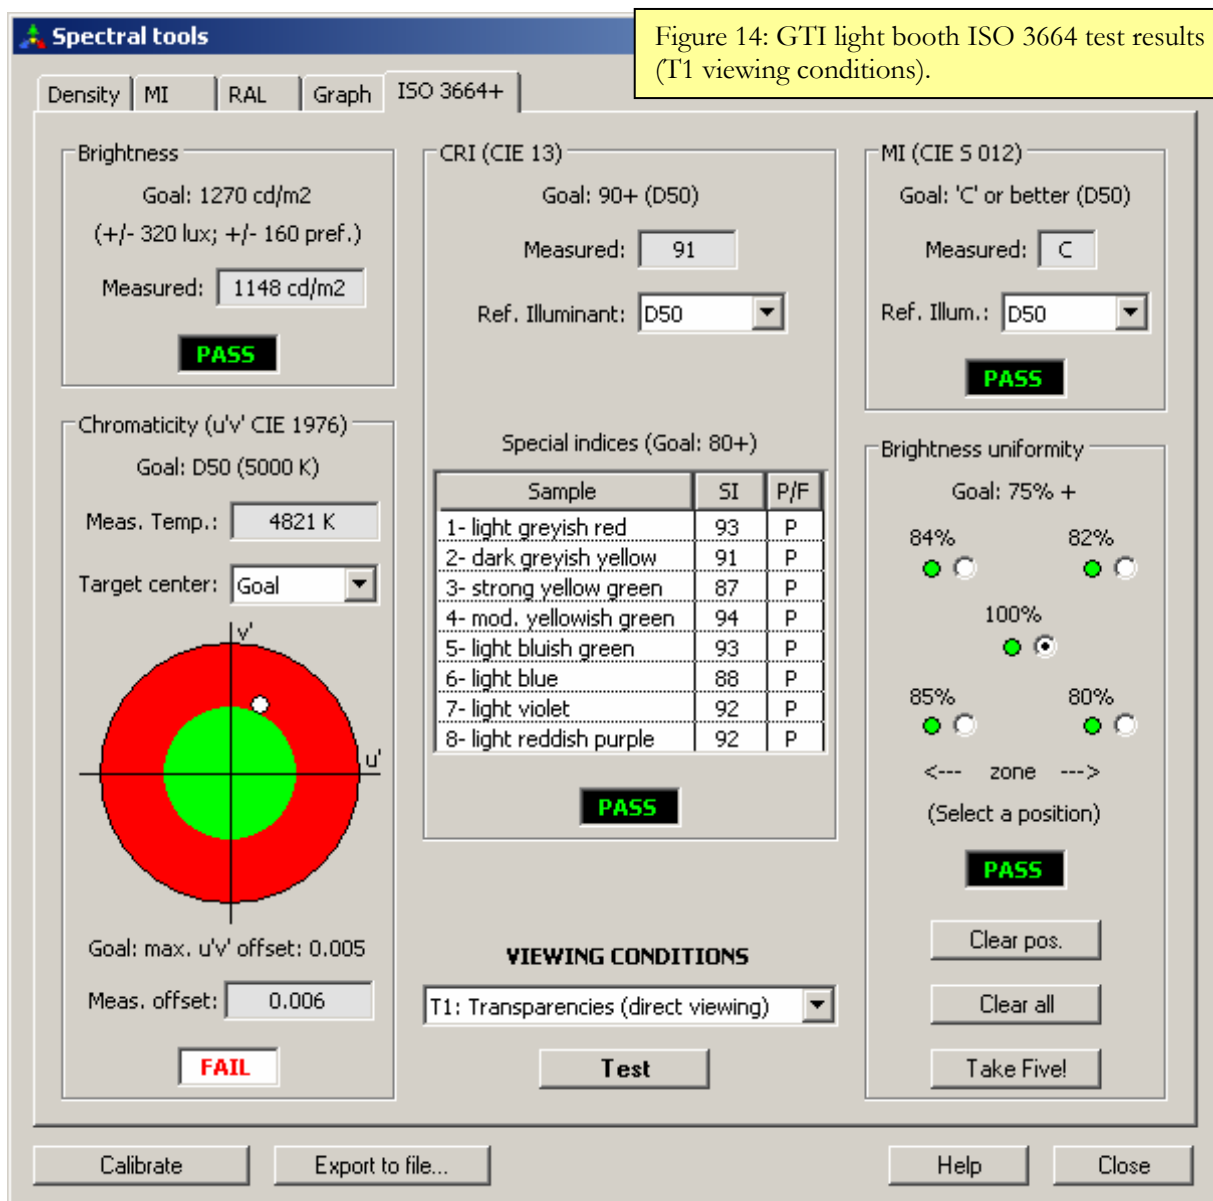 Spectral tools
Figure 14: GTI light booth ISO 3664 test results
(T1 viewing conditions).
Density MI RAL Graph ISO 3664+
Brightness
Goal: 1270 cd/m2
(+/- 320 lux; +/- 160 pref.)
Measured: 1148 cd/m2
PASS
Chromaticity (u'v' CIE 1976)
Goal: D50 (5000 K)
Meas. Temp.: 4821 K
Target center: Goal
v'
u'
Goal: max. u'v' offset: 0.005
Meas. offset: 0.006
FAIL
CRI (CIE 13)
Goal: 90+ (D50)
Measured: 91
Ref. Illuminant: D50
Special indices (Goal: 80+)
Sample SI P/F
1- light greyish red 93 P
2- dark greyish yellow 91 P
3- strong yellow green 87 P
4- mod. yellowish green 94 P
5- light bluish green 93 P
6- light blue 88 P
7- light violet 92 P
8- light reddish purple 92 P
PASS
VIEWING CONDITIONS
T1: Transparencies (direct viewing)
Test
MI (CIE S 012)
Goal: 'C' or better (D50)
Measured: C
Ref. Illum.: D50
PASS
Brightness uniformity
Goal: 75% +
84% 82%
100%
85% 80%
<--- zone --->
(Select a position)
PASS
Clear pos.
Clear all
Take Five!
Calibrate Export to file... Help Close